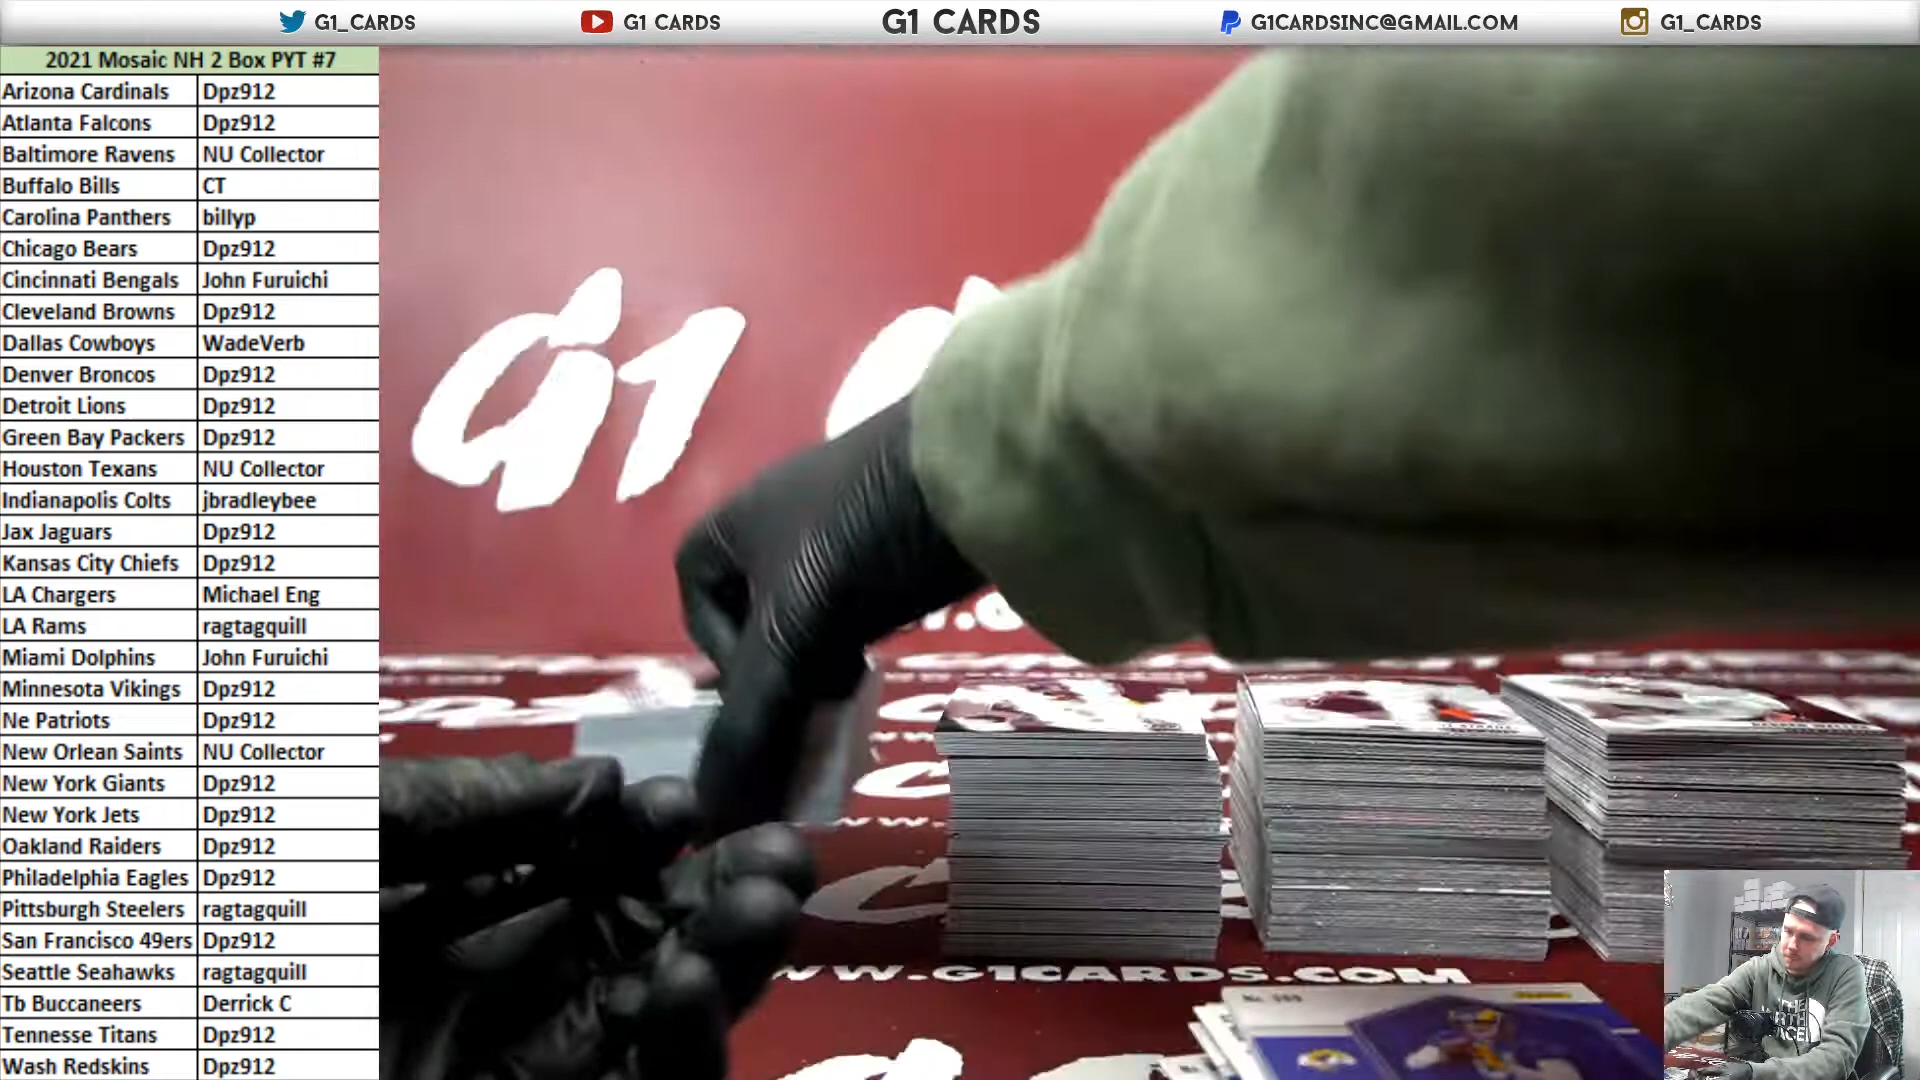 G1_CARDS G1 CARDS G1 CARDS G1CARDSINC@GMAIL.COM G1_CARDS
2021 Mosaic NH 2 Box PYT #7
Arizona Cardinals Dpz912
Atlanta Falcons Dpz912
Baltimore Ravens NU Collector
Buffalo Bills CT
Carolina Panthers billyp
Chicago Bears Dpz912
Cincinnati Bengals John Furuichi
Cleveland Browns Dpz912
Dallas Cowboys WadeVerb
Denver Broncos Dpz912
Detroit Lions Dpz912
Green Bay Packers Dpz912
Houston Texans NU Collector
Indianapolis Colts jbradleybee
Jax Jaguars Dpz912
Kansas City Chiefs Dpz912
LA Chargers Michael Eng
LA Rams ragtagquill
Miami Dolphins John Furuichi
Minnesota Vikings Dpz912
Ne Patriots Dpz912
New Orlean Saints NU Collector
New York Giants Dpz912
New York Jets Dpz912
Oakland Raiders Dpz912
Philadelphia Eagles Dpz912
Pittsburgh Steelers ragtagquill
San Francisco 49ers Dpz912
Seattle Seahawks ragtagquill
Tb Buccaneers Derrick C
Tennesse Titans Dpz912
Wash Redskins Dpz912
G1
WWW.G1CARDS.COM
THE
NORTH
FACE